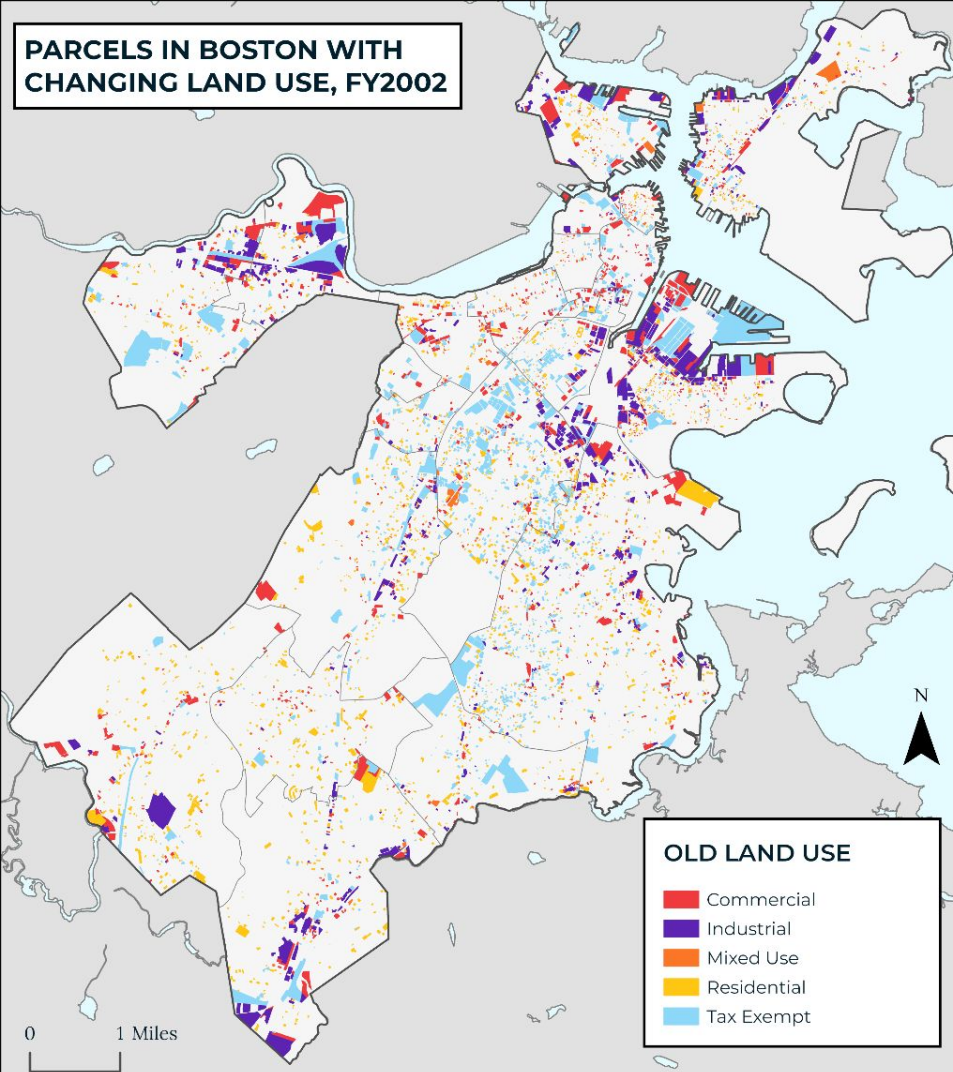 PARCELS IN BOSTON WITH
CHANGING LAND USE, FY2002
N
OLD LAND USE
Commercial
Industrial
Mixed Use
Residential
Tax Exempt
0 1 Miles